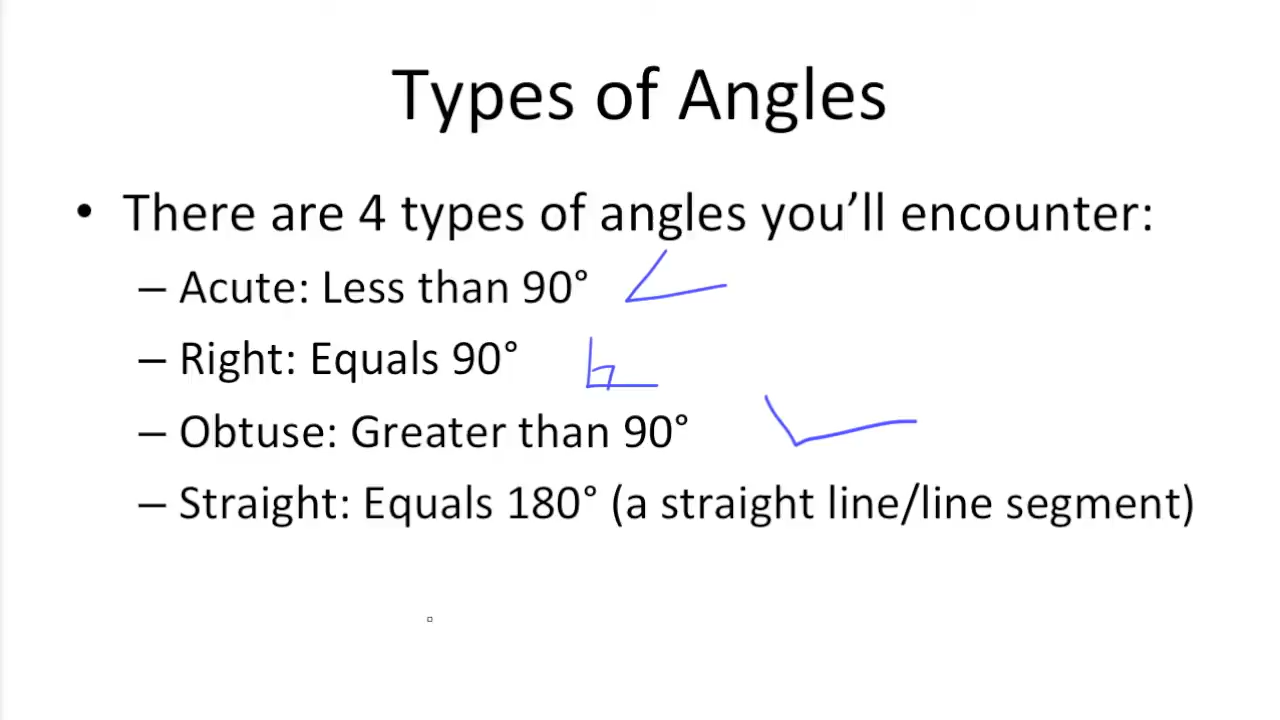 Types of Angles
• There are 4 types of angles you’ll encounter:
– Acute: Less than 90°
– Right: Equals 90°
– Obtuse: Greater than 90°
– Straight: Equals 180° (a straight line/line segment)